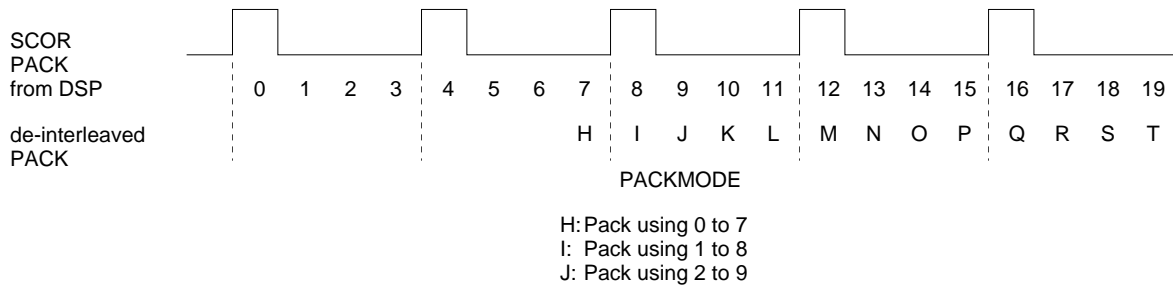 SCOR
PACK
from DSP 0 1 2 3 4 5 6 7 8 9 10 11 12 13 14 15 16 17 18 19
de-interleaved H I J K L M N O P Q R S T
PACK
PACKMODE
H: Pack using 0 to 7
I: Pack using 1 to 8
J: Pack using 2 to 9